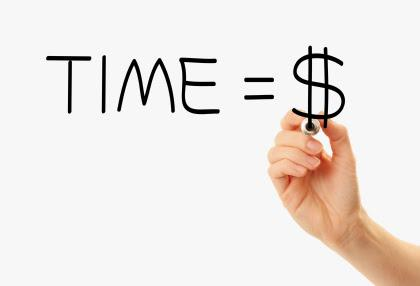 TIME = $